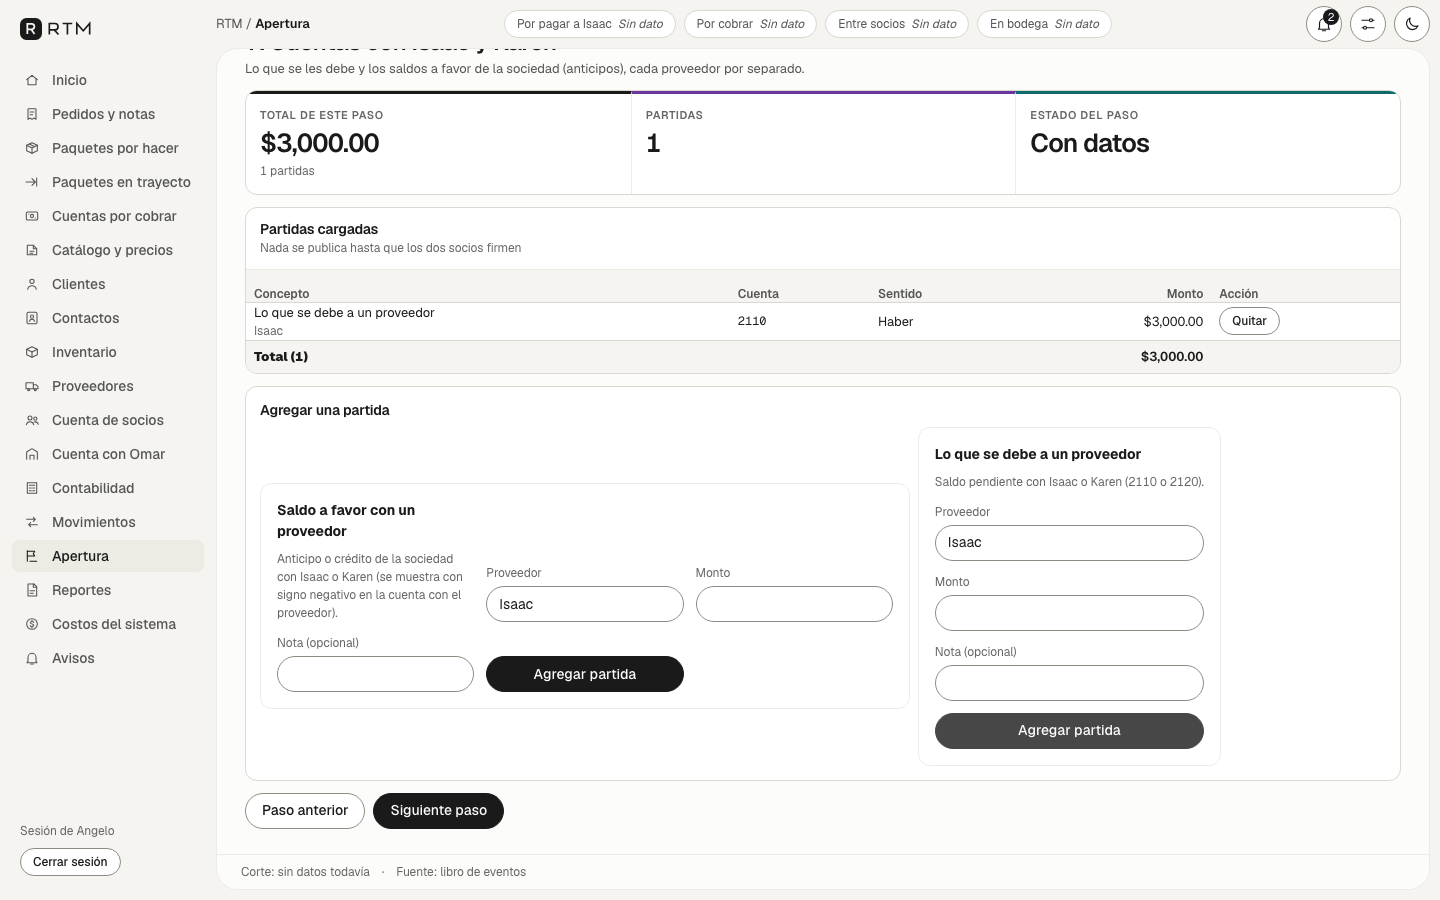 R RTM
RTM / Apertura
Por pagar a Isaac Sin dato
Por cobrar Sin dato
Entre socios Sin dato
En bodega Sin dato
2
Inicio
Pedidos y notas
Paquetes por hacer
Paquetes en trayecto
Cuentas por cobrar
Catálogo y precios
Clientes
Contactos
Inventario
Proveedores
Cuenta de socios
Cuenta con Omar
Contabilidad
Movimientos
Apertura
Reportes
Costos del sistema
Avisos
Sesión de Angelo
Cerrar sesión
Lo que se les debe y los saldos a favor de la sociedad (anticipos), cada proveedor por separado.
TOTAL DE ESTE PASO
$3,000.00
1 partidas
PARTIDAS
1
ESTADO DEL PASO
Con datos
Partidas cargadas
Nada se publica hasta que los dos socios firmen
Concepto Cuenta Sentido Monto Acción
Lo que se debe a un proveedor
Isaac
2110 Haber $3,000.00 Quitar
Total (1) $3,000.00
Agregar una partida
Saldo a favor con un
proveedor
Anticipo o crédito de la sociedad
con Isaac o Karen (se muestra con
signo negativo en la cuenta con el
proveedor).
Proveedor
Isaac
Monto
Nota (opcional)
Agregar partida
Lo que se debe a un proveedor
Saldo pendiente con Isaac o Karen (2110 o 2120).
Proveedor
Isaac
Monto
Nota (opcional)
Agregar partida
Paso anterior
Siguiente paso
Corte: sin datos todavía · Fuente: libro de eventos